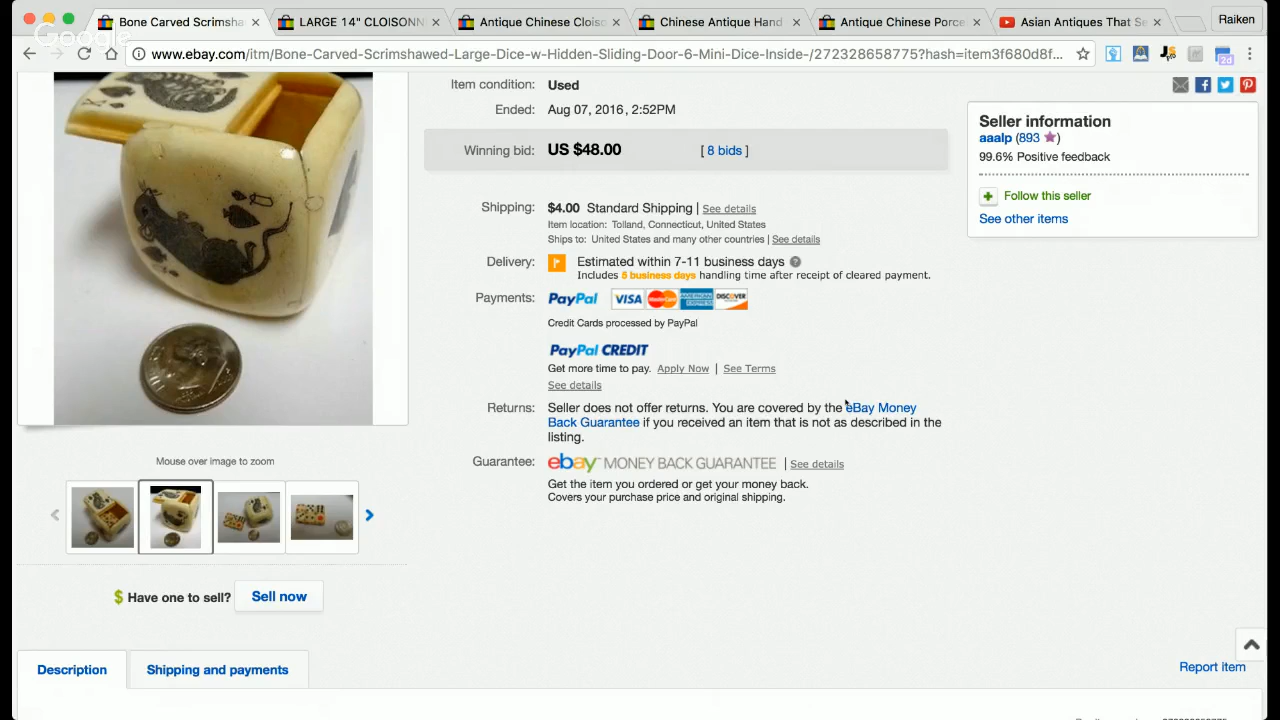 Bone Carved Scrimsha
LARGE 14" CLOISONN
Antique Chinese Clois
Chinese Antique Hand
Antique Chinese Porce
Asian Antiques That Se
Raiken
Google
www.ebay.com/itm/Bone-Carved-Scrimshawed-Large-Dice-w-Hidden-Sliding-Door-6-Mini-Dice-Inside-/272328658775?hash=item3f680d8f...
2d
Item condition: Used
Ended: Aug 07, 2016, 2:52PM
Winning bid: US $48.00 [ 8 bids ]
Shipping: $4.00 Standard Shipping | See details
Item location: Tolland, Connecticut, United States
Ships to: United States and many other countries | See details
Delivery: Estimated within 7-11 business days ?
Includes 5 business days handling time after receipt of cleared payment.
Payments: PayPal VISA MasterCard AMERICAN EXPRESS DISCOVER
Credit Cards processed by PayPal
PayPal CREDIT
Get more time to pay. Apply Now | See Terms
See details
Returns: Seller does not offer returns. You are covered by the eBay Money
Back Guarantee if you received an item that is not as described in the
listing.
Guarantee: ebay™ MONEY BACK GUARANTEE | See details
Get the item you ordered or get your money back.
Covers your purchase price and original shipping.
Seller information
aaalp (893 )
99.6% Positive feedback
Follow this seller
See other items
Mouse over image to zoom
$ Have one to sell? Sell now
Description
Shipping and payments
Report item